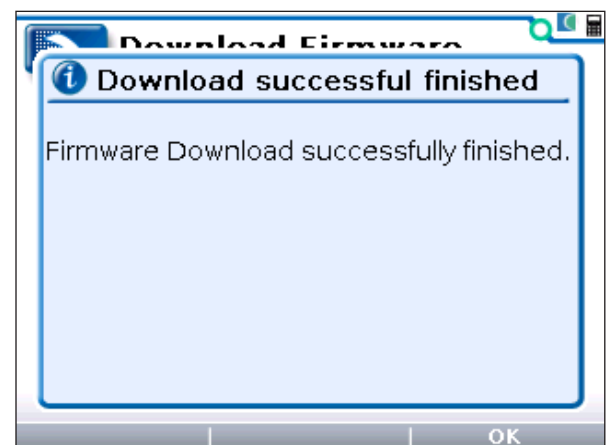 Download Firmware
Download successful finished
Firmware Download successfully finished.
OK